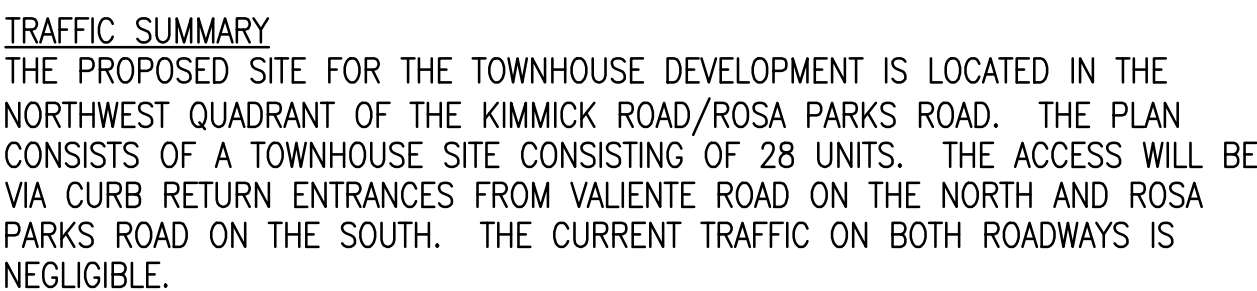 TRAFFIC SUMMARY
THE PROPOSED SITE FOR THE TOWNHOUSE DEVELOPMENT IS LOCATED IN THE
NORTHWEST QUADRANT OF THE KIMMICK ROAD/ROSA PARKS ROAD. THE PLAN
CONSISTS OF A TOWNHOUSE SITE CONSISTING OF 28 UNITS. THE ACCESS WILL BE
VIA CURB RETURN ENTRANCES FROM VALIENTE ROAD ON THE NORTH AND ROSA
PARKS ROAD ON THE SOUTH. THE CURRENT TRAFFIC ON BOTH ROADWAYS IS
NEGLIGIBLE.